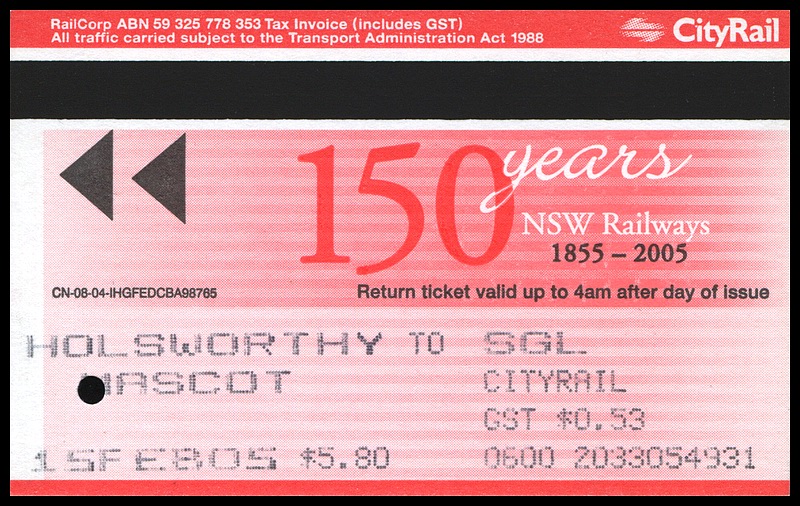 RailCorp ABN 59 325 778 353 Tax Invoice (includes GST)
All traffic carried subject to the Transport Administration Act 1988
CityRail
150 years
NSW Railways
1855 – 2005
CN-08-04-IHGFEDCBA98765
Return ticket valid up to 4am after day of issue
HOLSWORTHY TO SGL
MASCOT CITYRAIL
GST $0.53
$5.80 0600 2033054931